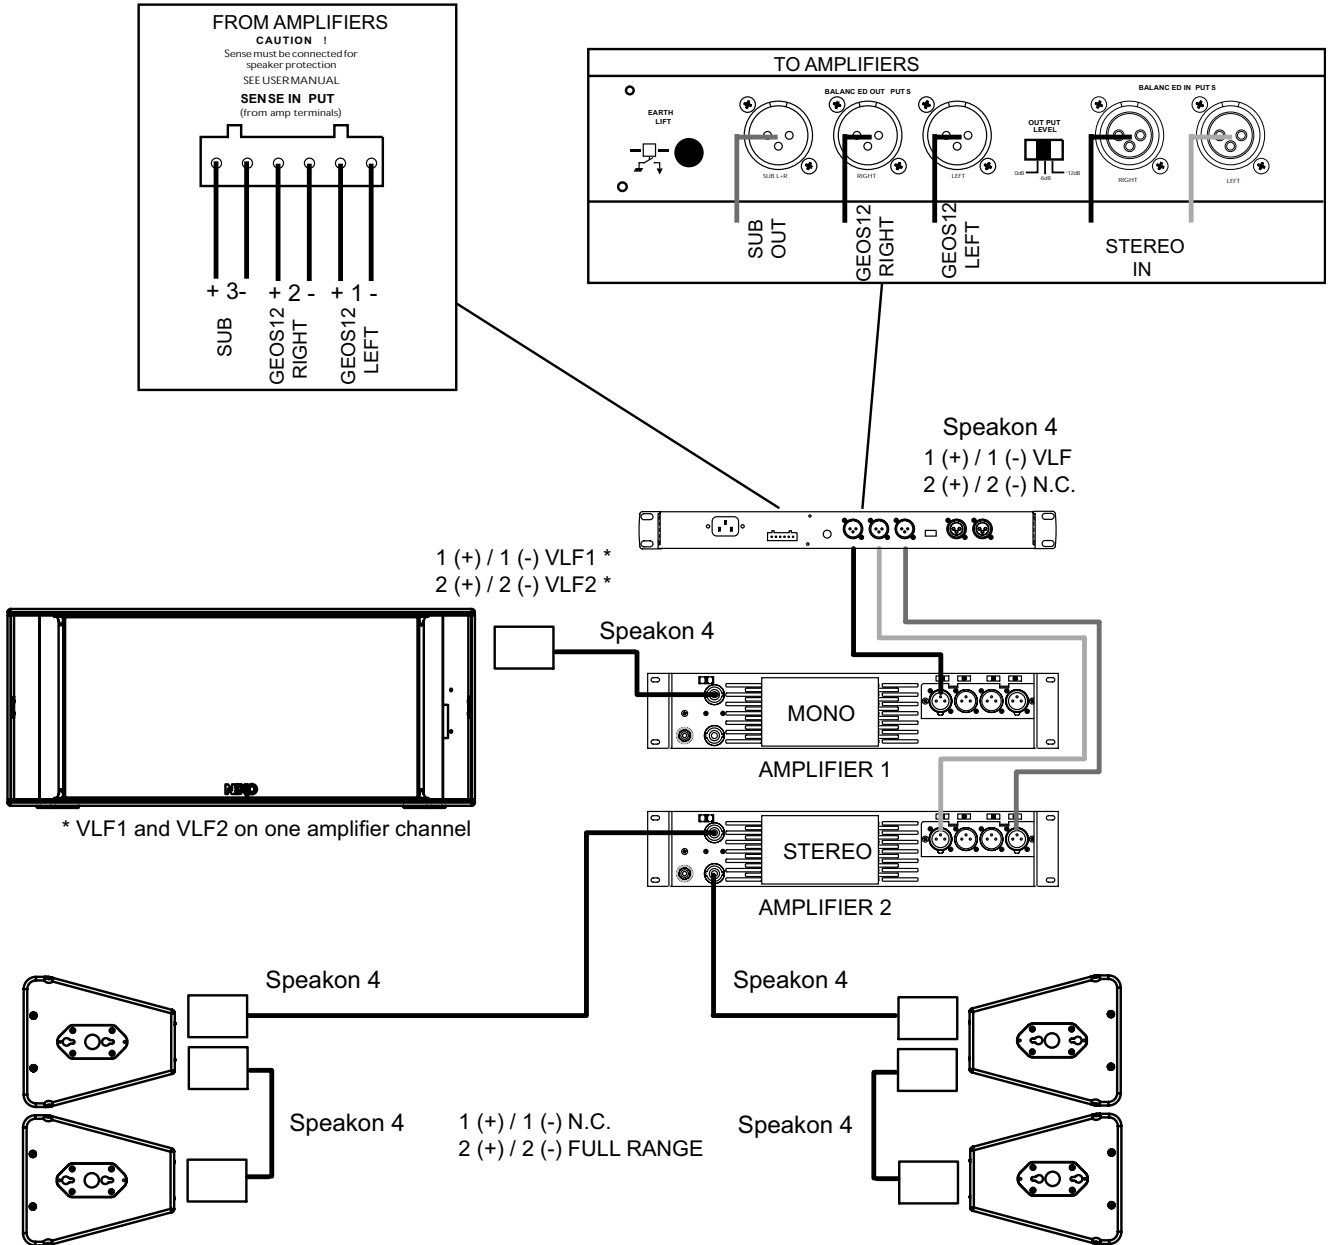 FROM AMPLIFIERS
CAUTION !
Sense must be connected for
speaker protection
SEE USER MANUAL
SENSE IN PUT
(from amp terminals)
+ 3- + 2 - + 1 -
SUB
GEOS12
RIGHT
GEOS12
LEFT
TO AMPLIFIERS
EARTH
LIFT
BALANC ED OUT PUT S
SUB L+R
RIGHT
LEFT
OUT PUT
LEVEL
0dB
-6dB
-12dB
BALANC ED IN PUT S
RIGHT
LEFT
SUB
OUT
GEOS12
RIGHT
GEOS12
LEFT
STEREO
IN
Speakon 4
1 (+) / 1 (-) VLF
2 (+) / 2 (-) N.C.
1 (+) / 1 (-) VLF1 *
2 (+) / 2 (-) VLF2 *
Speakon 4
MONO
AMPLIFIER 1
NEXO
* VLF1 and VLF2 on one amplifier channel
STEREO
AMPLIFIER 2
Speakon 4
Speakon 4
Speakon 4
1 (+) / 1 (-) N.C.
2 (+) / 2 (-) FULL RANGE
Speakon 4